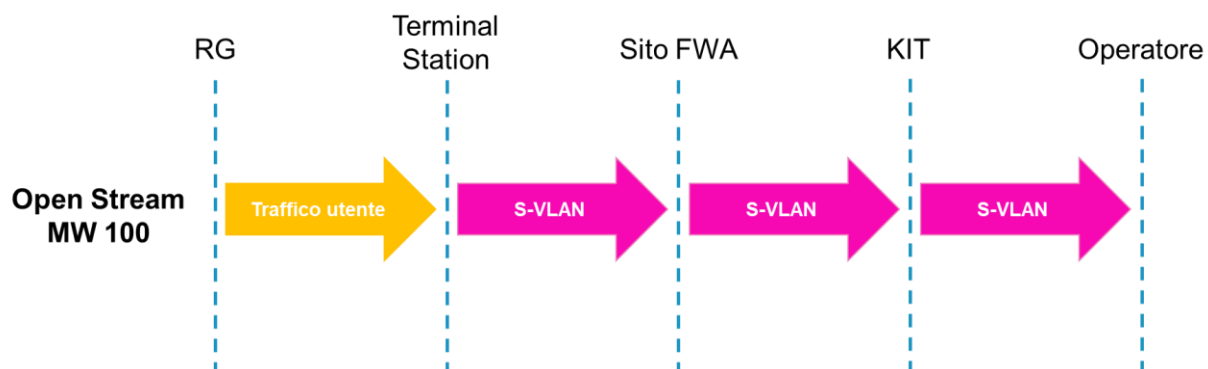 RG
Terminal
Station
Sito FWA
KIT
Operatore
Open Stream
MW 100
Traffico utente
S-VLAN
S-VLAN
S-VLAN